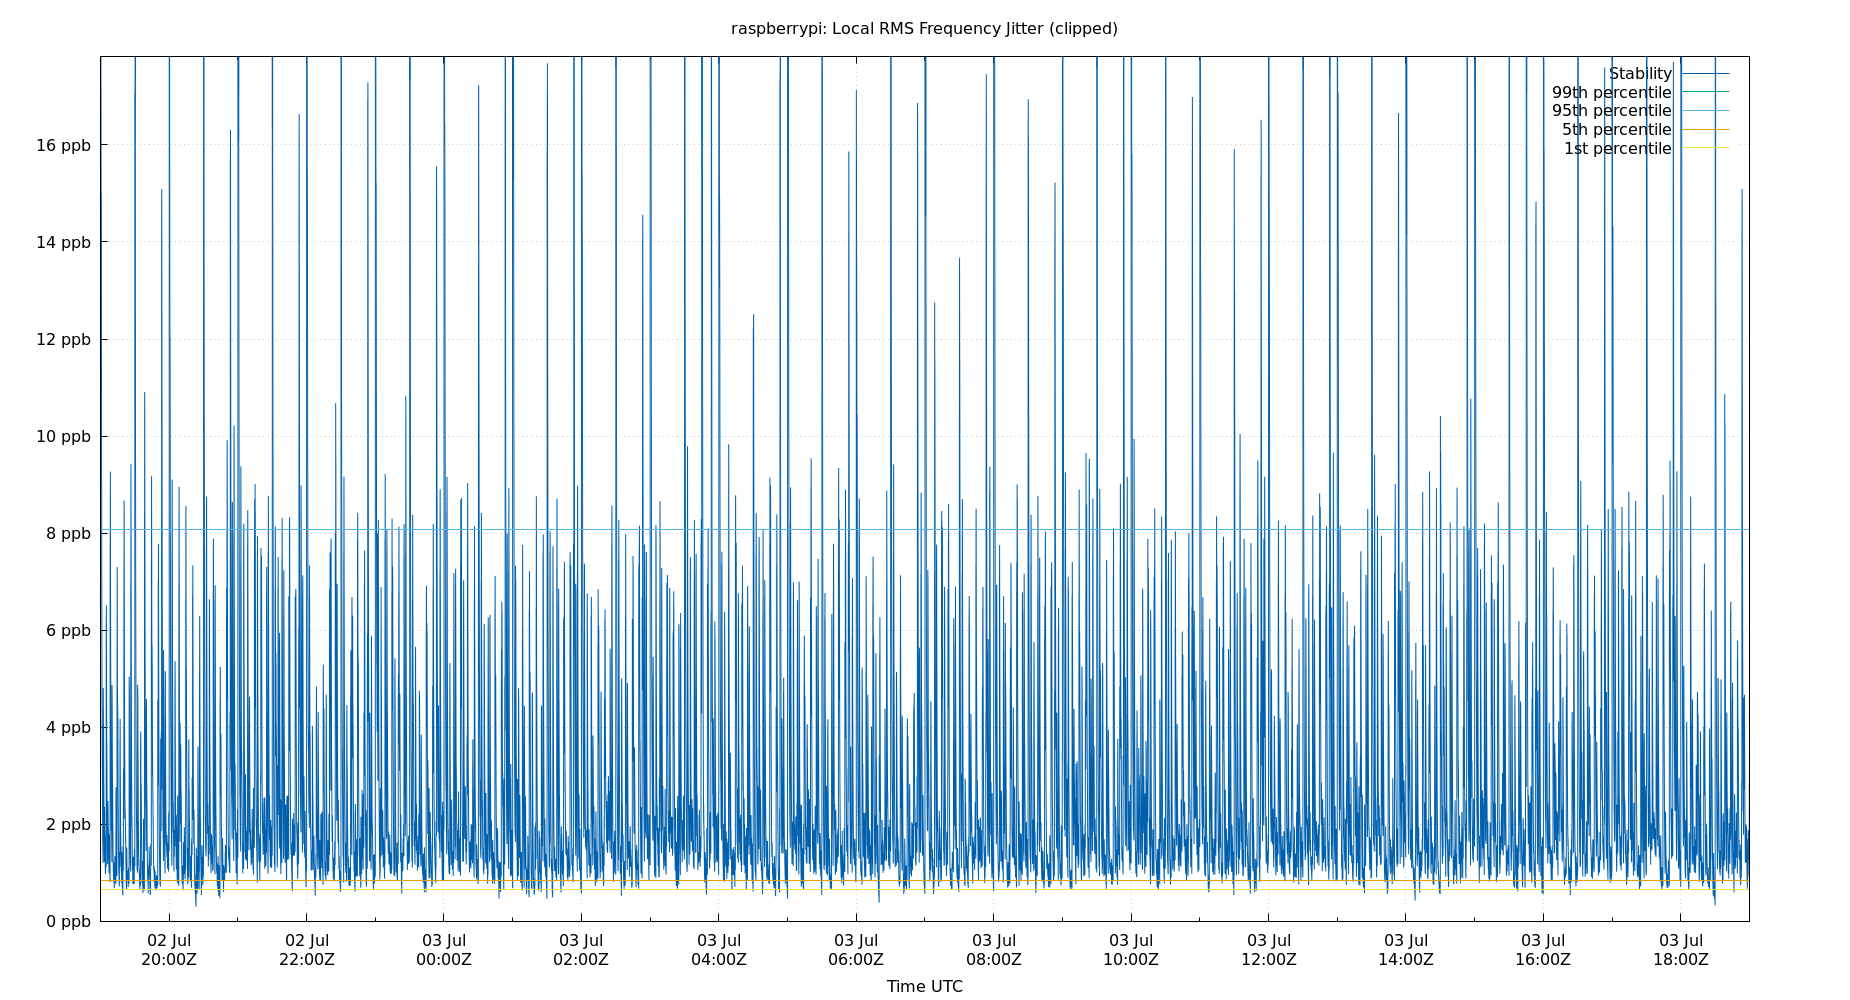 raspberrypi: Local RMS Frequency Jitter (clipped)
Stability
99th percentile
95th percentile
5th percentile
1st percentile
16 ppb
14 ppb
12 ppb
10 ppb
8 ppb
6 ppb
4 ppb
2 ppb
0 ppb
02 Jul 02 Jul 03 Jul 03 Jul 03 Jul 03 Jul 03 Jul 03 Jul 03 Jul 03 Jul 03 Jul 03 Jul
20:00Z 22:00Z 00:00Z 02:00Z 04:00Z 06:00Z 08:00Z 10:00Z 12:00Z 14:00Z 16:00Z 18:00Z
Time UTC